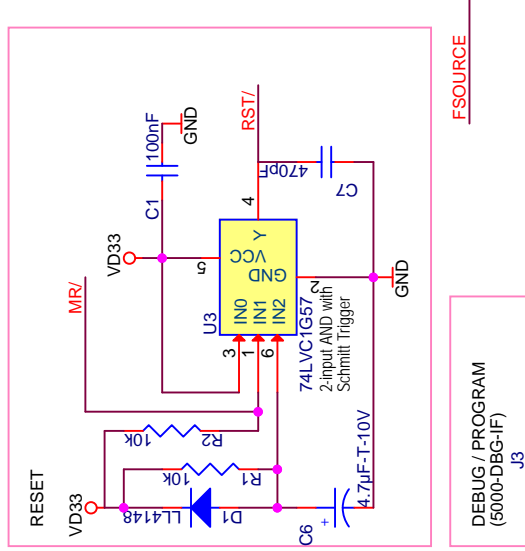 RESET
VD33
LL4148
D1
10k
R1
10k
R2
MR/
VD33
C1
100nF
GND
U3
3
IN0
1
IN1
6
IN2
5
VCC
GND
2
Y
4
RST/
74LVC1G57
2-input AND with
Schmitt Trigger
470pF
C7
GND
C6
+
4.7µF-T-10V
FSOURCE
DEBUG / PROGRAM
(5000-DBG-IF)
J3